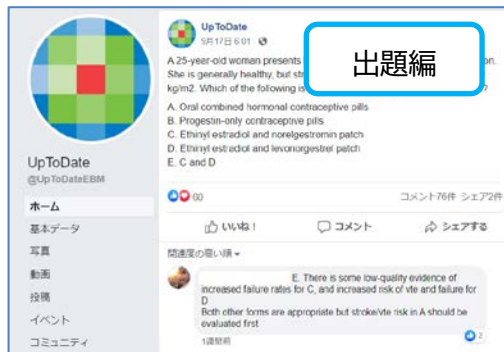 UpToDate
@UpToDateEBM
ホーム
基本データ
写真
動画
投稿
イベント
コミュニティ
UpToDate
5月17日 6:01
出題編
A 25-year-old woman presents on.
She is generally healthy, but
kg/m2. Which of the following is ?
A. Oral combined hormonal contraceptive pills
B. Progestin-only contraceptive pills
C. Ethinyl estradiol and norelgestromin patch
D. Ethinyl estradiol and levonorgestrel patch
E. C and D
60
コメント76件 シェア2件
いいね！ コメント シェアする
関連度の高い順
E. There is some low-quality evidence of
increased failure rates for C, and increased risk of vte and failure for
D
Both other forms are appropriate but stroke/vte risk in A should be
evaluated first
2
1週間前